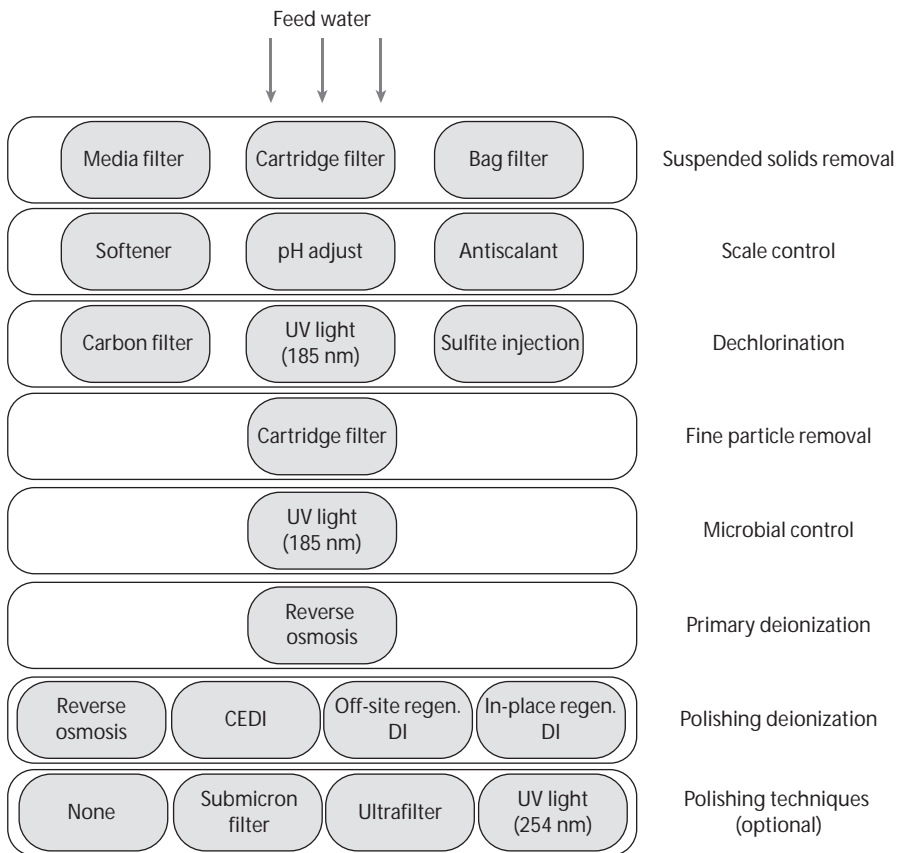 Feed water
Media filter
Cartridge filter
Bag filter
Suspended solids removal
Softener
pH adjust
Antiscalant
Scale control
Carbon filter
UV light
(185 nm)
Sulfite injection
Dechlorination
Cartridge filter
Fine particle removal
UV light
(185 nm)
Microbial control
Reverse
osmosis
Primary deionization
Reverse
osmosis
CEDI
Off-site regen.
DI
In-place regen.
DI
Polishing deionization
None
Submicron
filter
Ultrafilter
UV light
(254 nm)
Polishing techniques
(optional)